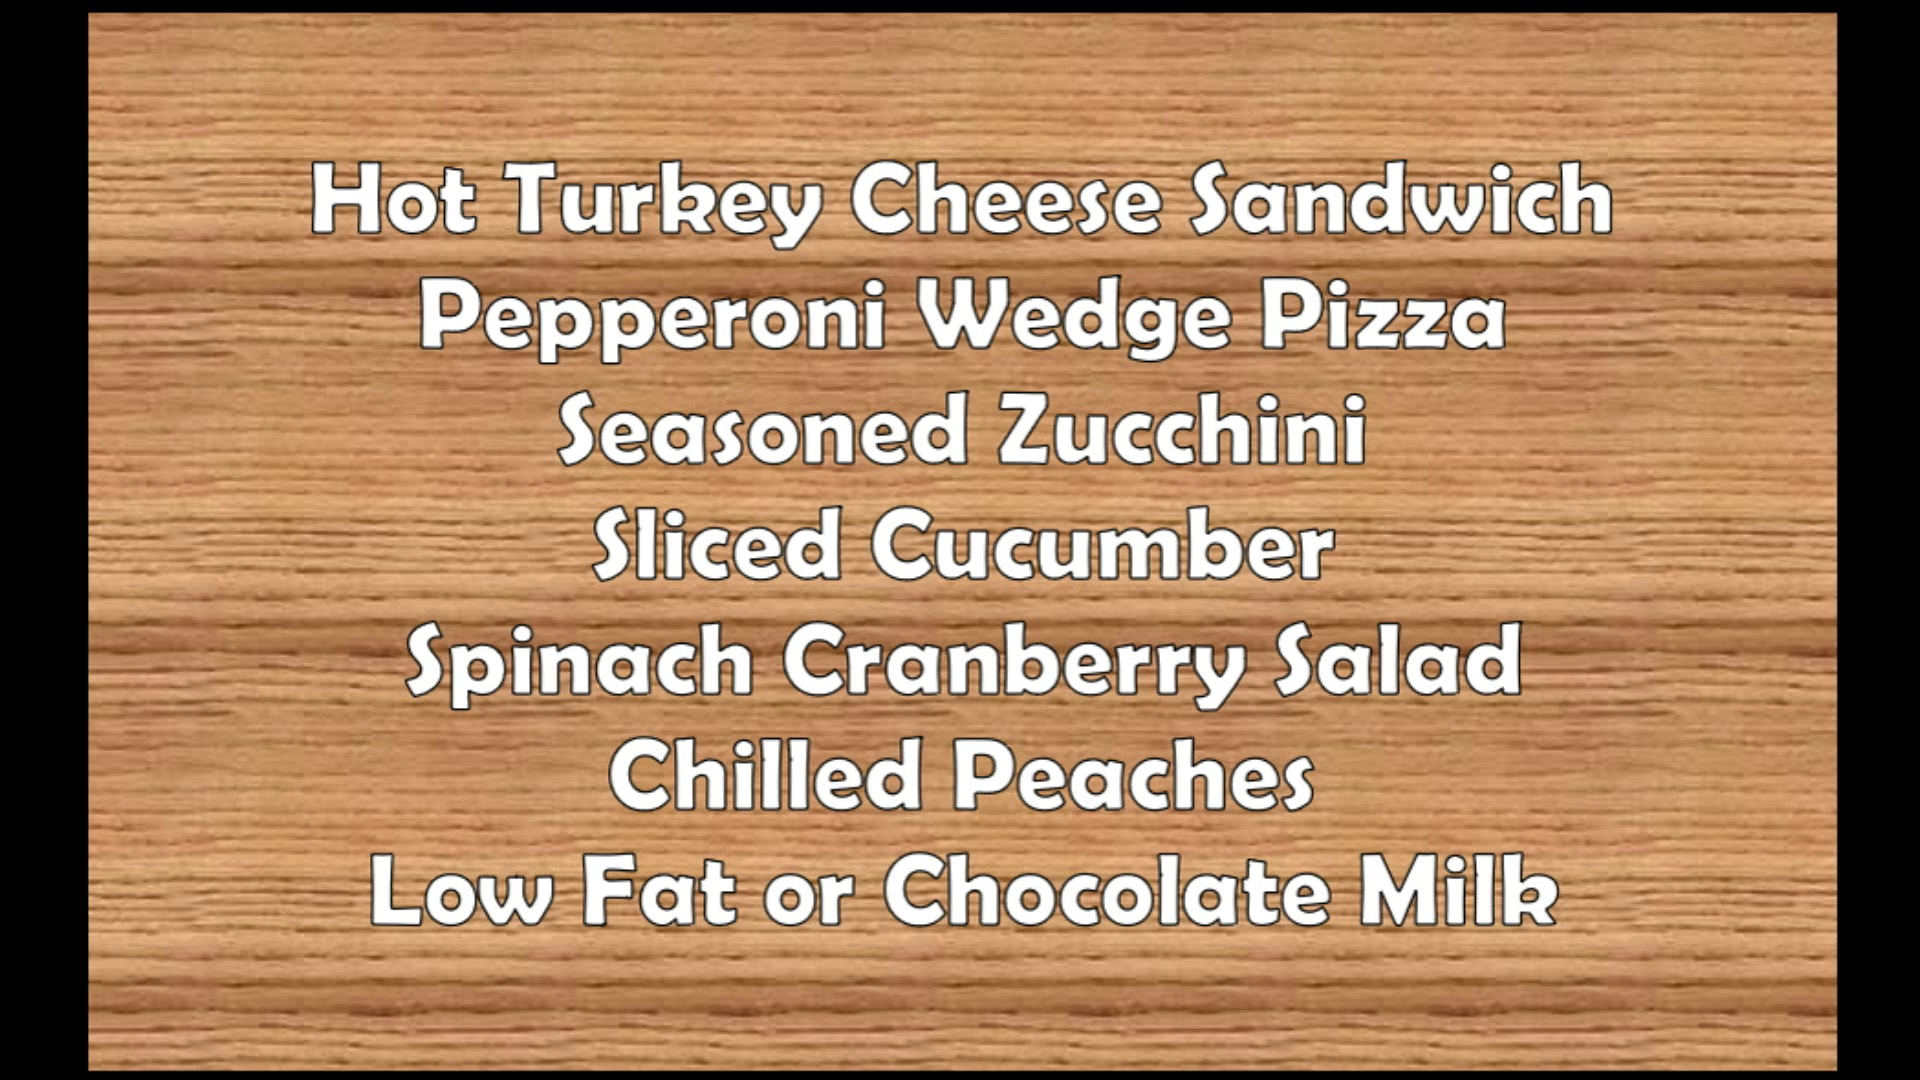 Hot Turkey Cheese Sandwich
Pepperoni Wedge Pizza
Seasoned Zucchini
Sliced Cucumber
Spinach Cranberry Salad
Chilled Peaches
Low Fat or Chocolate Milk